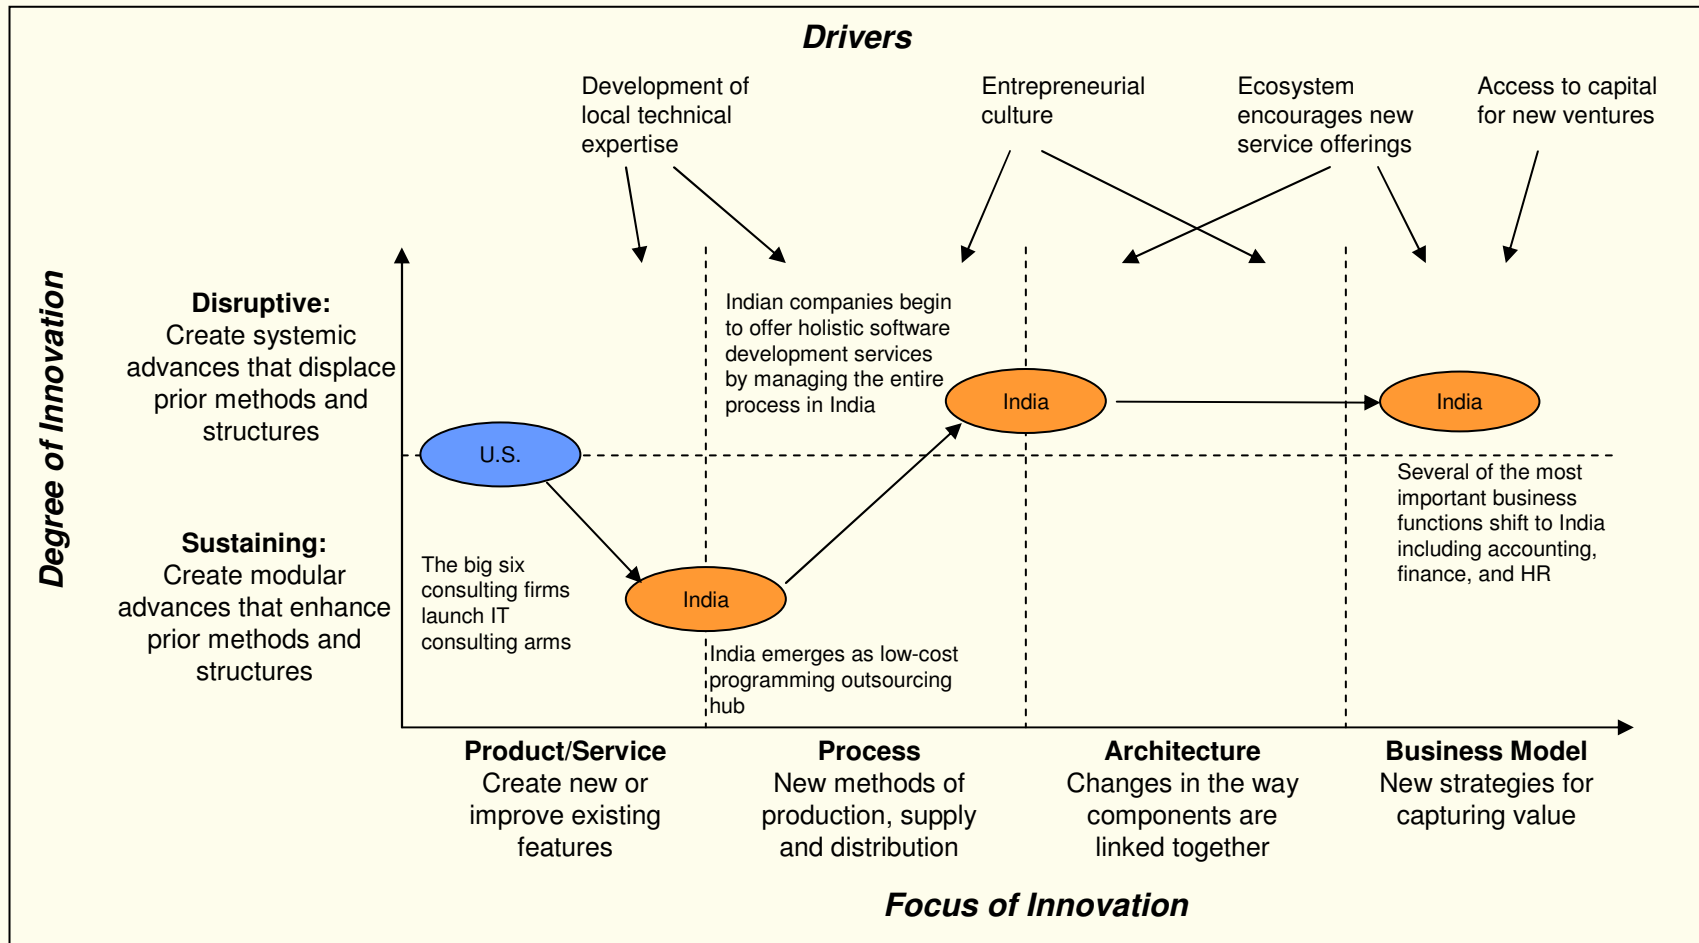 Drivers
Development of
local technical
expertise
Entrepreneurial
culture
Ecosystem
encourages new
service offerings
Access to capital
for new ventures
Degree of Innovation
Disruptive:
Create systemic
advances that displace
prior methods and
structures
Sustaining:
Create modular
advances that enhance
prior methods and
structures
U.S.
The big six
consulting firms
launch IT
consulting arms
India
India emerges as low-cost
programming outsourcing
hub
Indian companies begin
to offer holistic software
development services
by managing the entire
process in India
India
India
Several of the most
important business
functions shift to India
including accounting,
finance, and HR
Product/Service
Create new or
improve existing
features
Process
New methods of
production, supply
and distribution
Architecture
Changes in the way
components are
linked together
Business Model
New strategies for
capturing value
Focus of Innovation